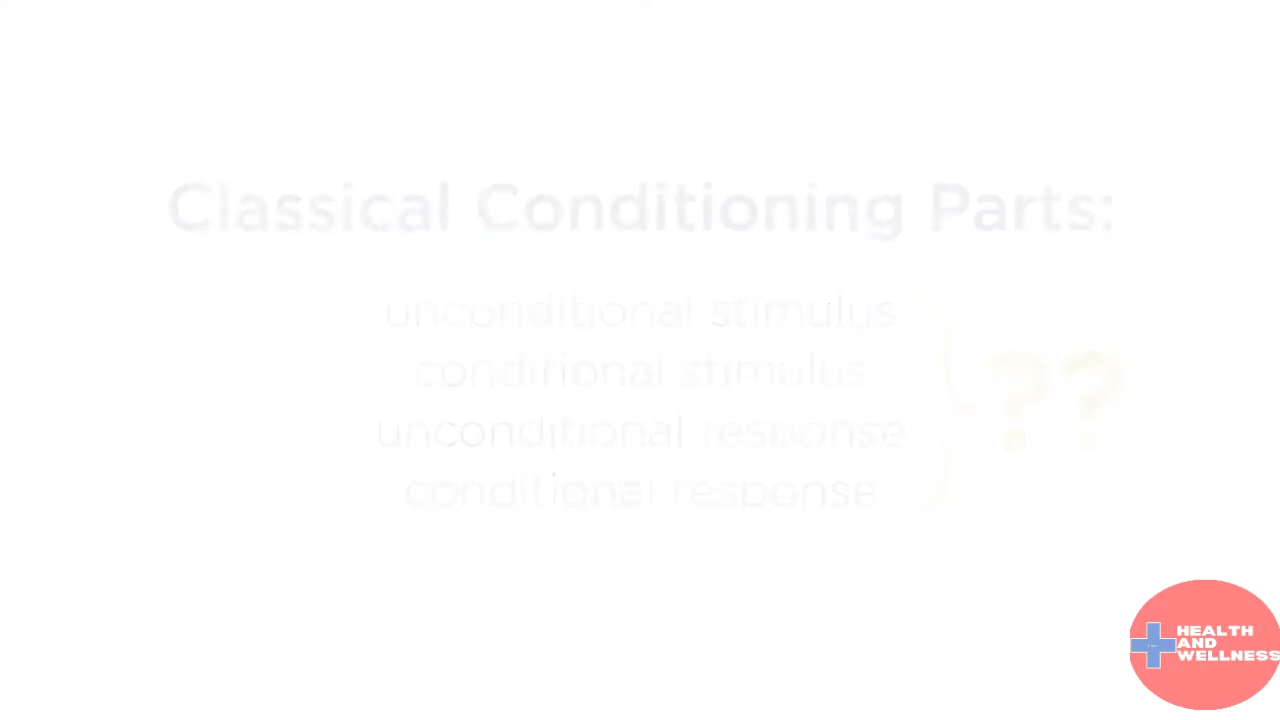 Classical Conditioning Parts:
unconditional stimulus
conditional stimulus
unconditional response
conditional response
??
HEALTH
AND
WELLNESS